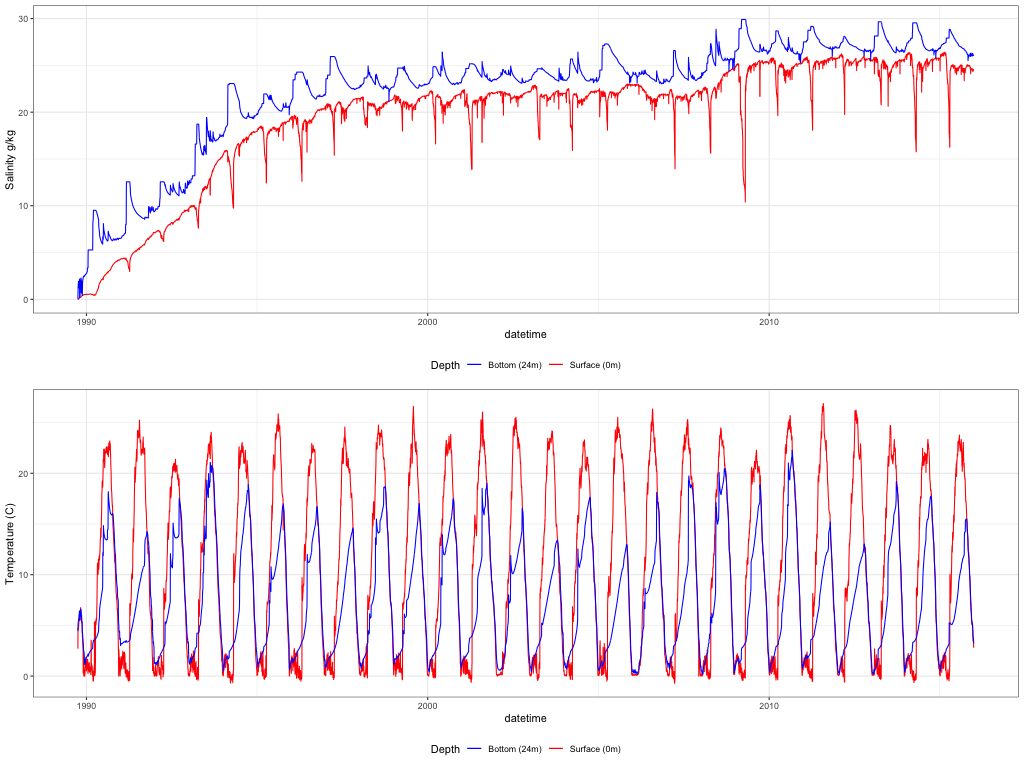 30
20
10
0
Salinity g/kg
1990 2000 2010
datetime
Depth Bottom (24m) Surface (0m)
20
10
0
Temperature (C)
1990 2000 2010
datetime
Depth Bottom (24m) Surface (0m)